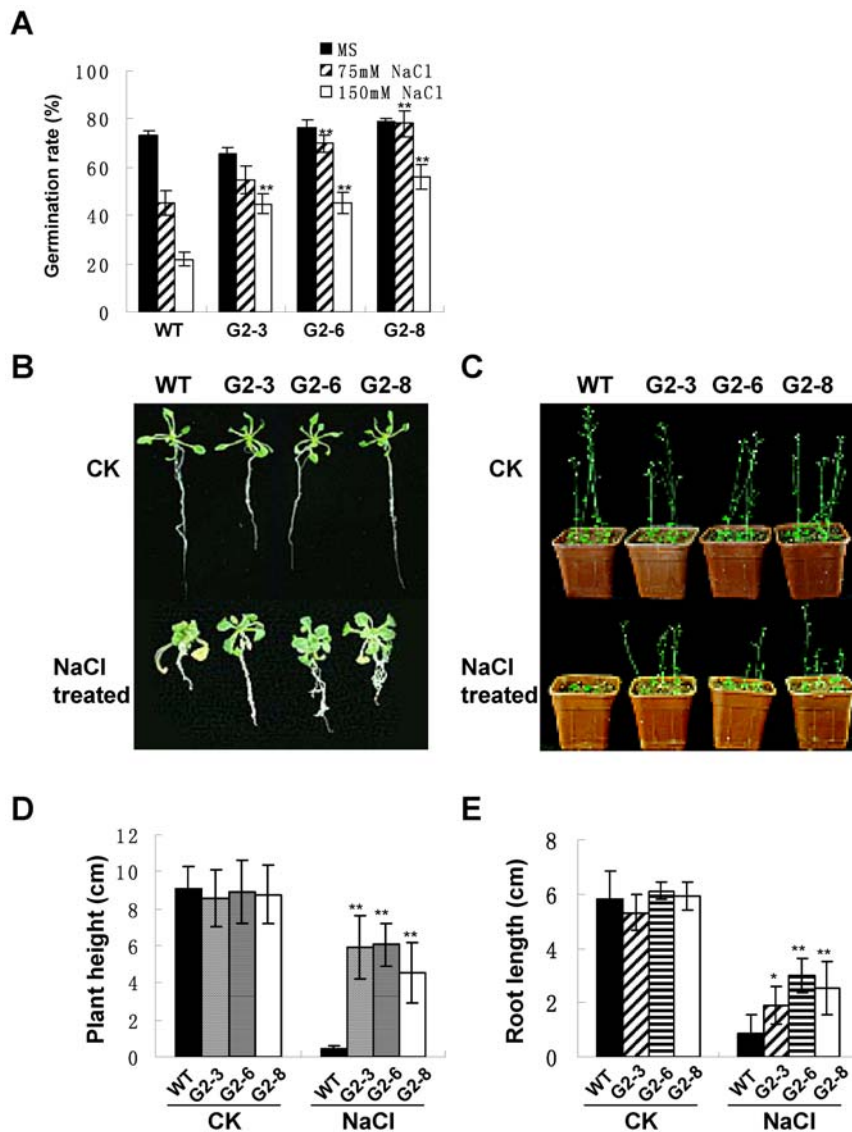 A
MS
75mM NaCl
150mM NaCl
Germination rate (%)
100
80
60
40
20
0
**
**
**
**
**
WT
G2-3
G2-6
G2-8
B
WT G2-3 G2-6 G2-8
CK
NaCl
treated
C
WT G2-3 G2-6 G2-8
CK
NaCl
treated
D
Plant height (cm)
12
10
8
6
4
2
0
**
**
**
WT G2-3 G2-6 G2-8 WT G2-3 G2-6 G2-8
CK NaCl
E
Root length (cm)
8
6
4
2
0
*
**
**
WT G2-3 G2-6 G2-8 WT G2-3 G2-6 G2-8
CK NaCl